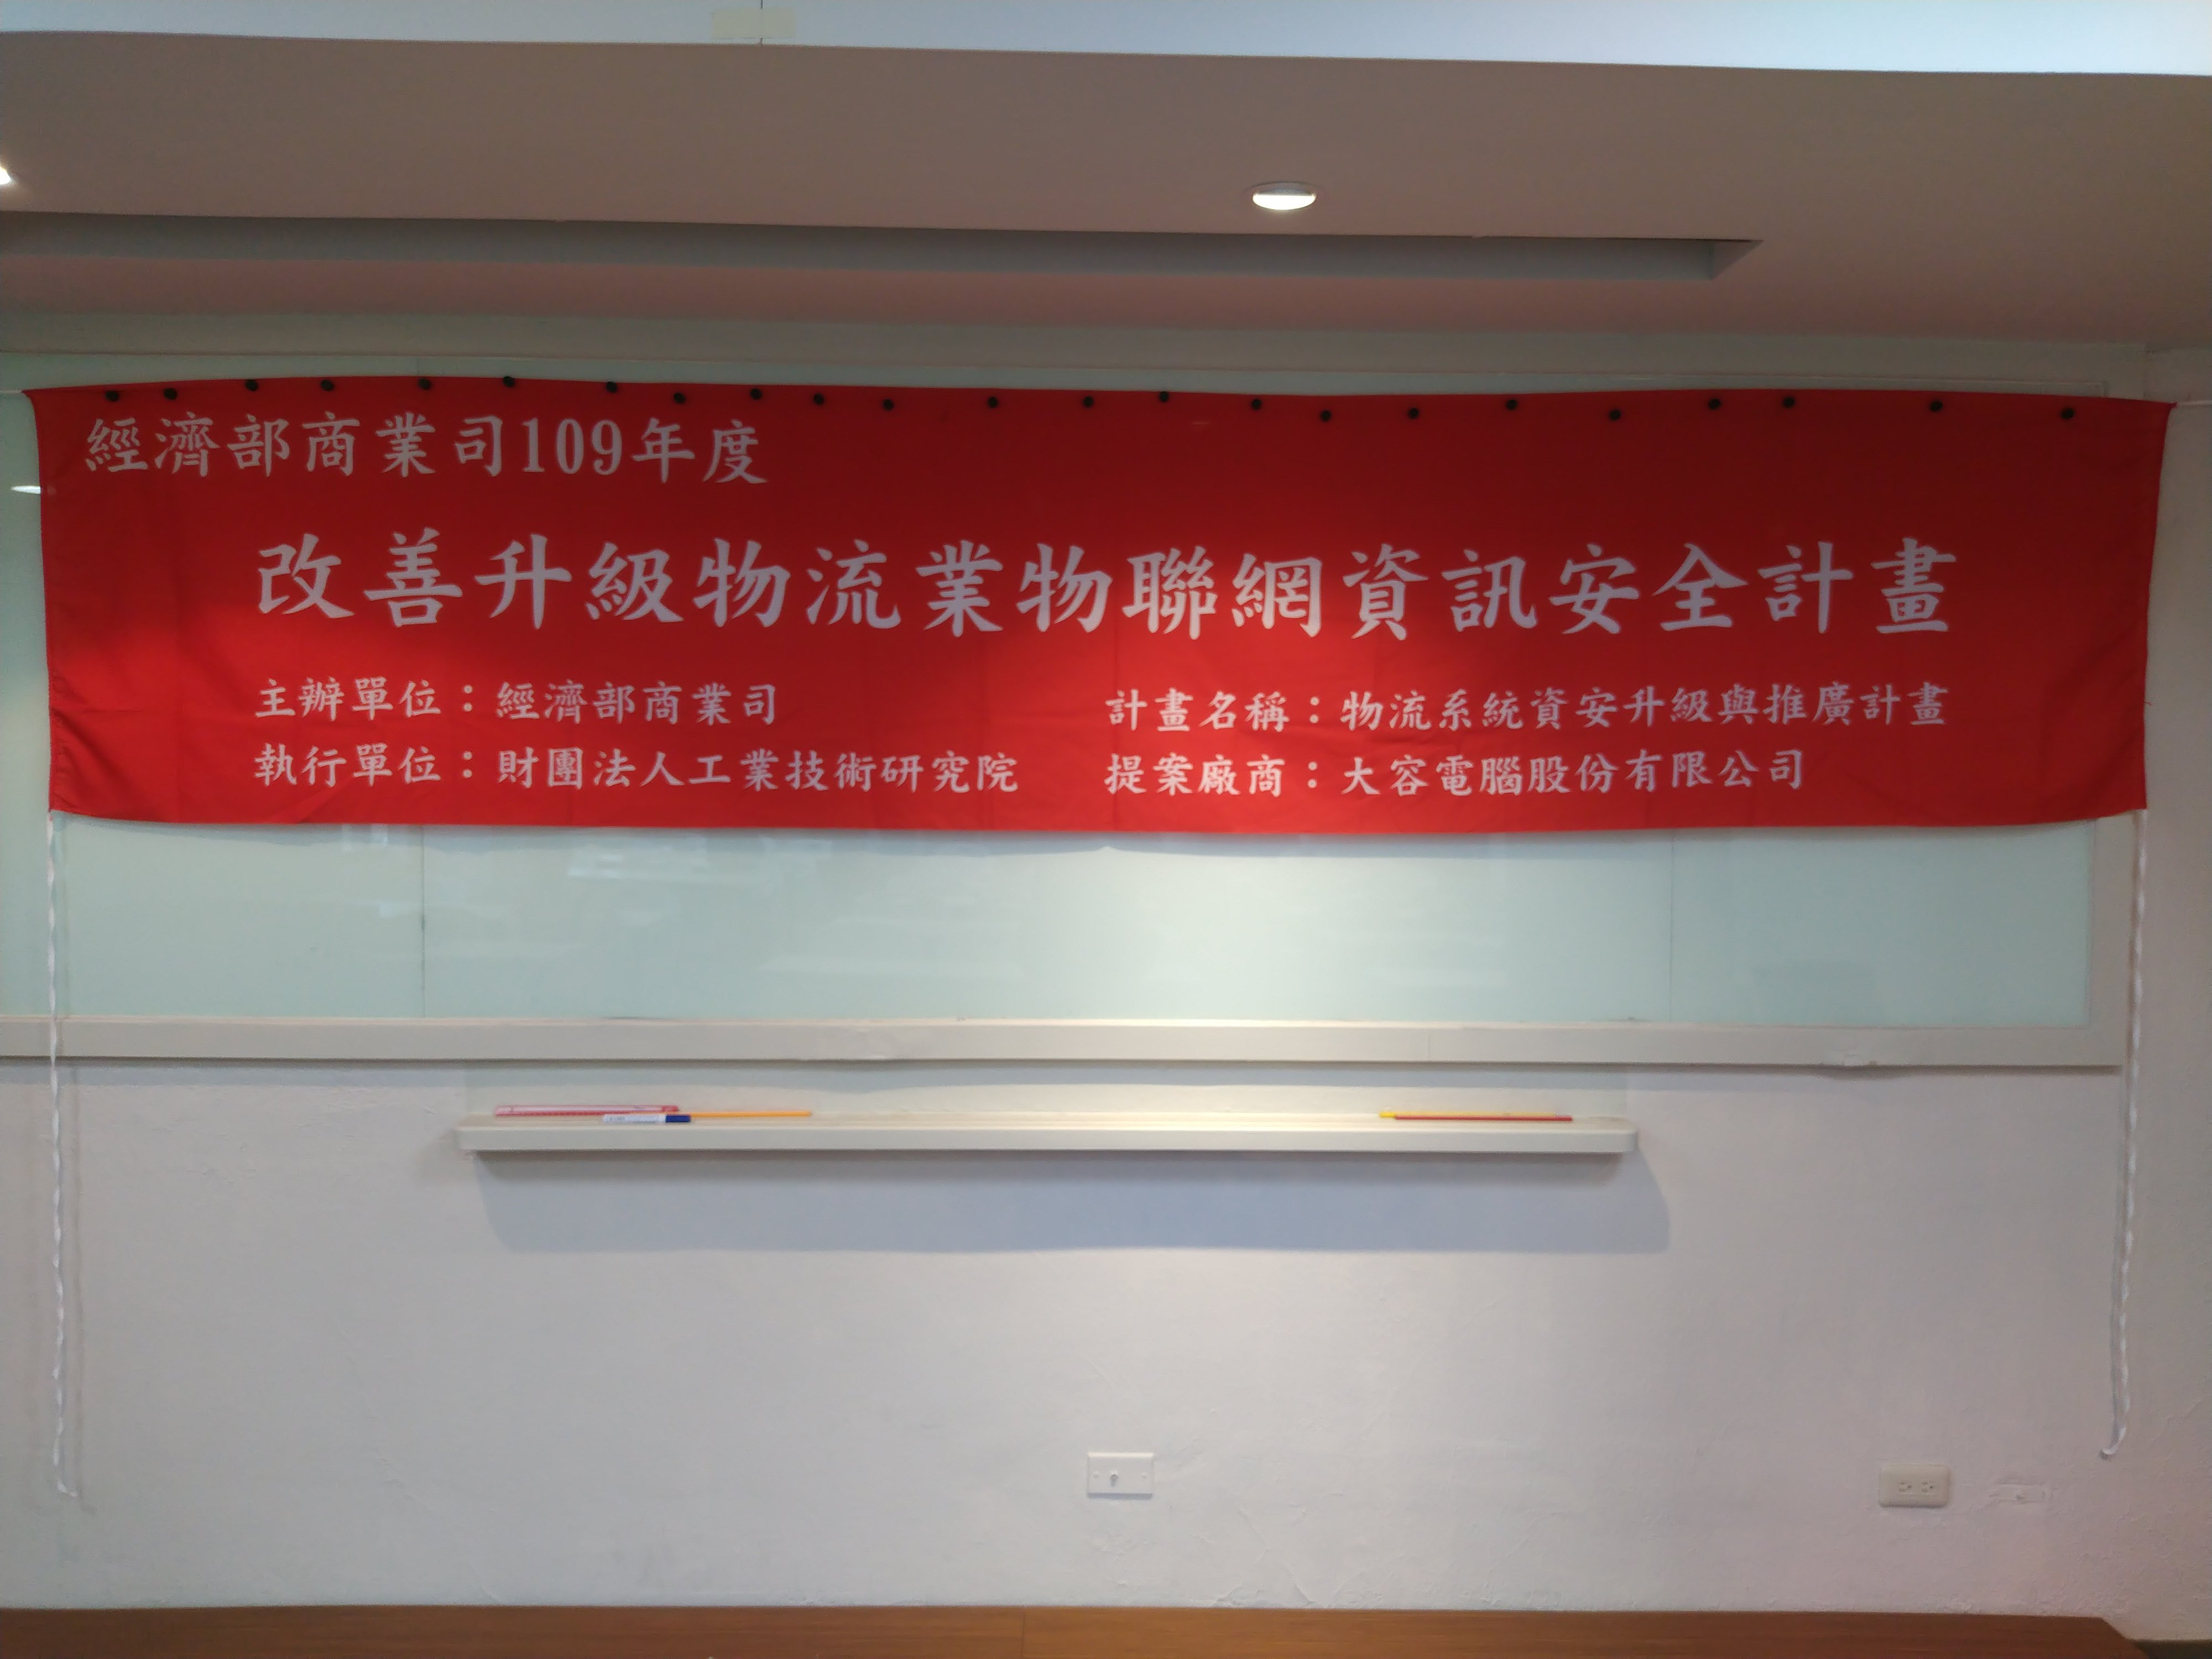 經濟部商業司109年度
改善升級物流業物聯網資訊安全計畫
主辦單位：經濟部商業司
執行單位：財團法人工業技術研究院
計畫名稱：物流系統資安升級與推廣計畫
提案廠商：大容電腦股份有限公司